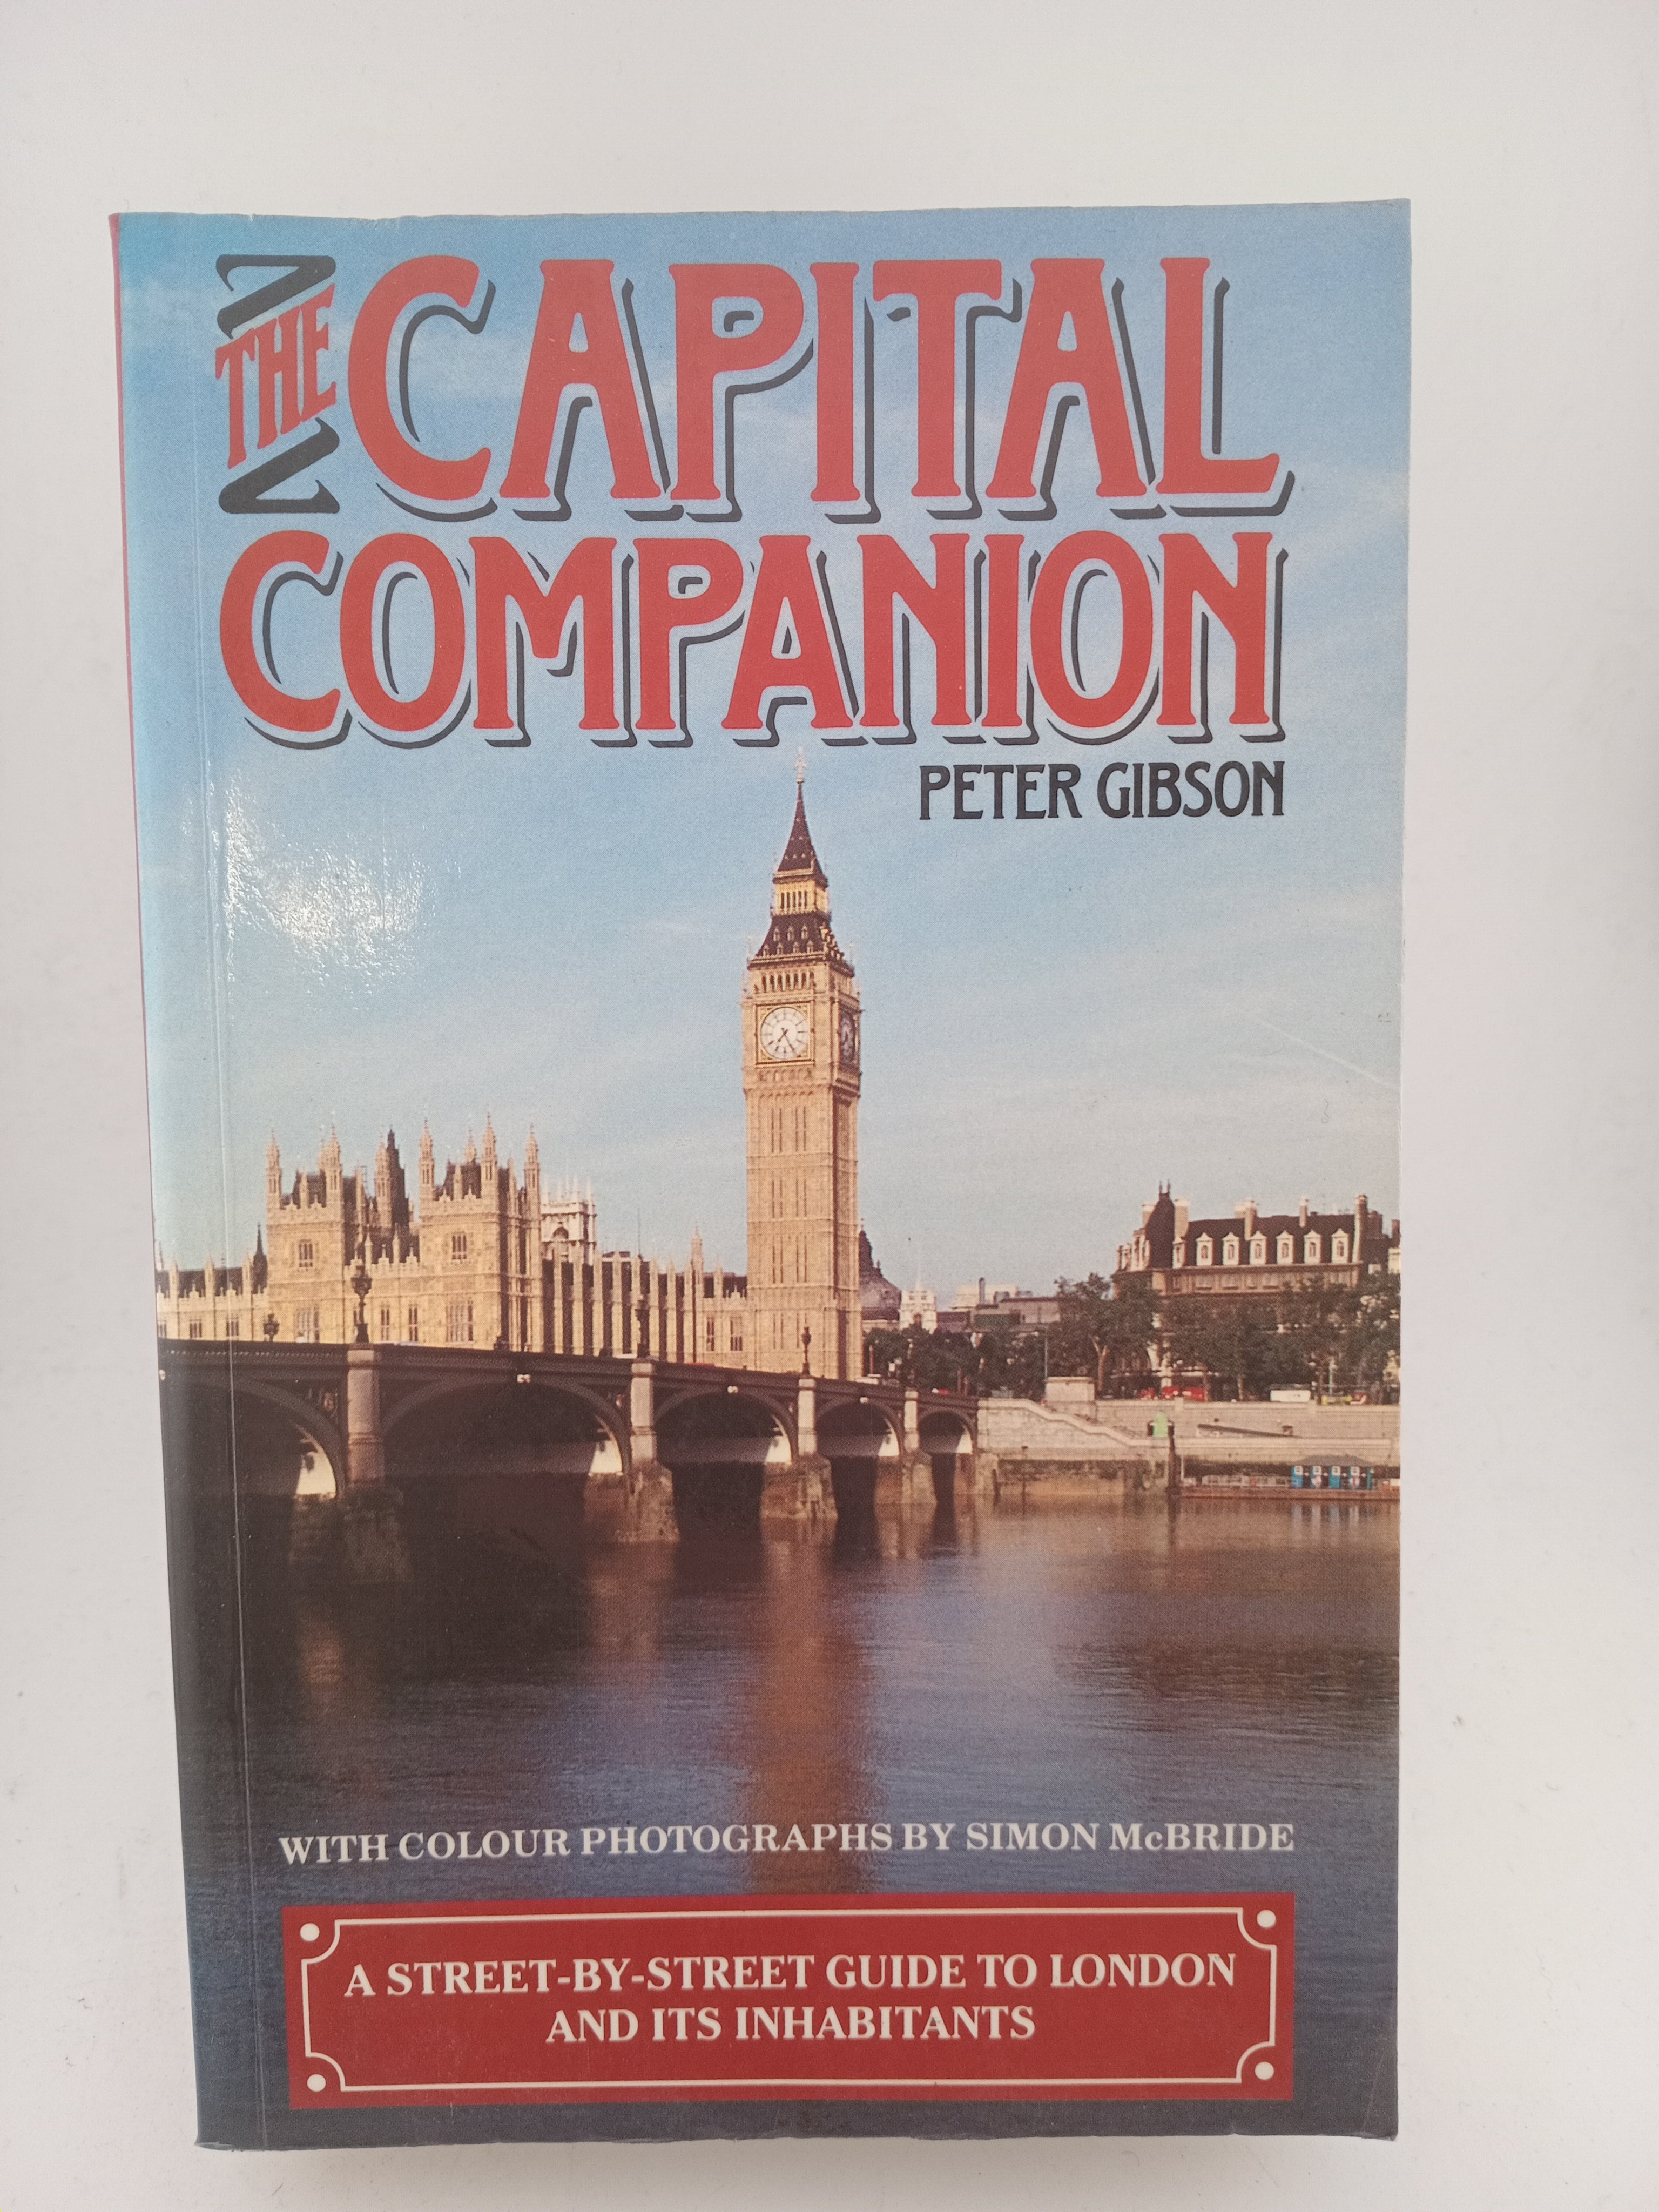 THE CAPITAL
COMPANION
PETER GIBSON
WITH COLOUR PHOTOGRAPHS BY SIMON McBRIDE
A STREET-BY-STREET GUIDE TO LONDON
AND ITS INHABITANTS